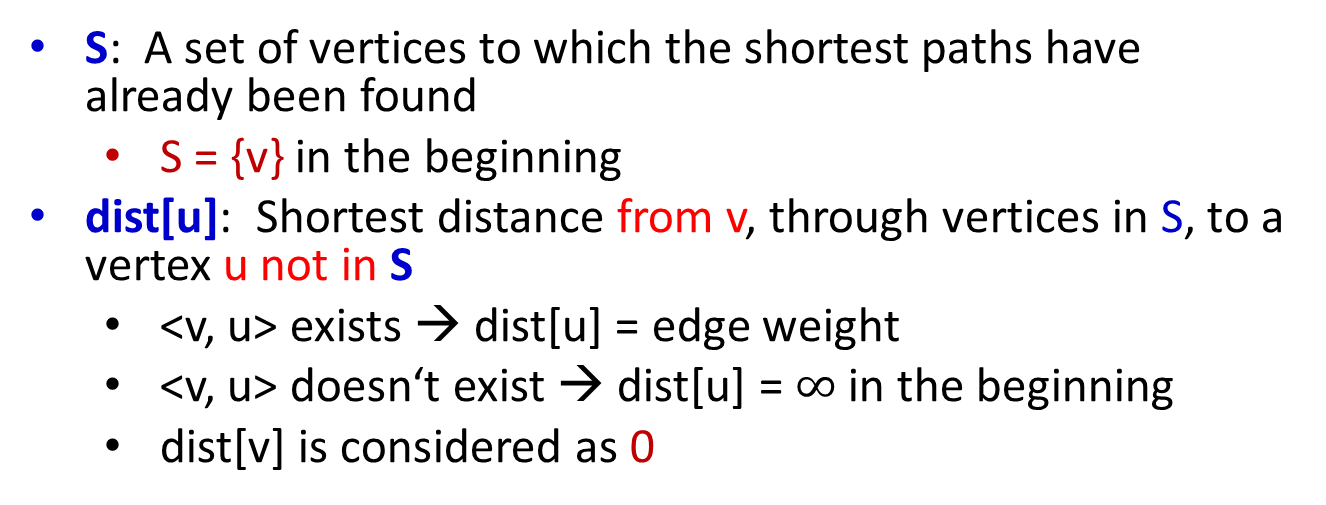 • S: A set of vertices to which the shortest paths have
already been found
• S = {v} in the beginning
• dist[u]: Shortest distance from v, through vertices in S, to a
vertex u not in S
• <v, u> exists → dist[u] = edge weight
• <v, u> doesn‘t exist → dist[u] = ∞ in the beginning
• dist[v] is considered as 0